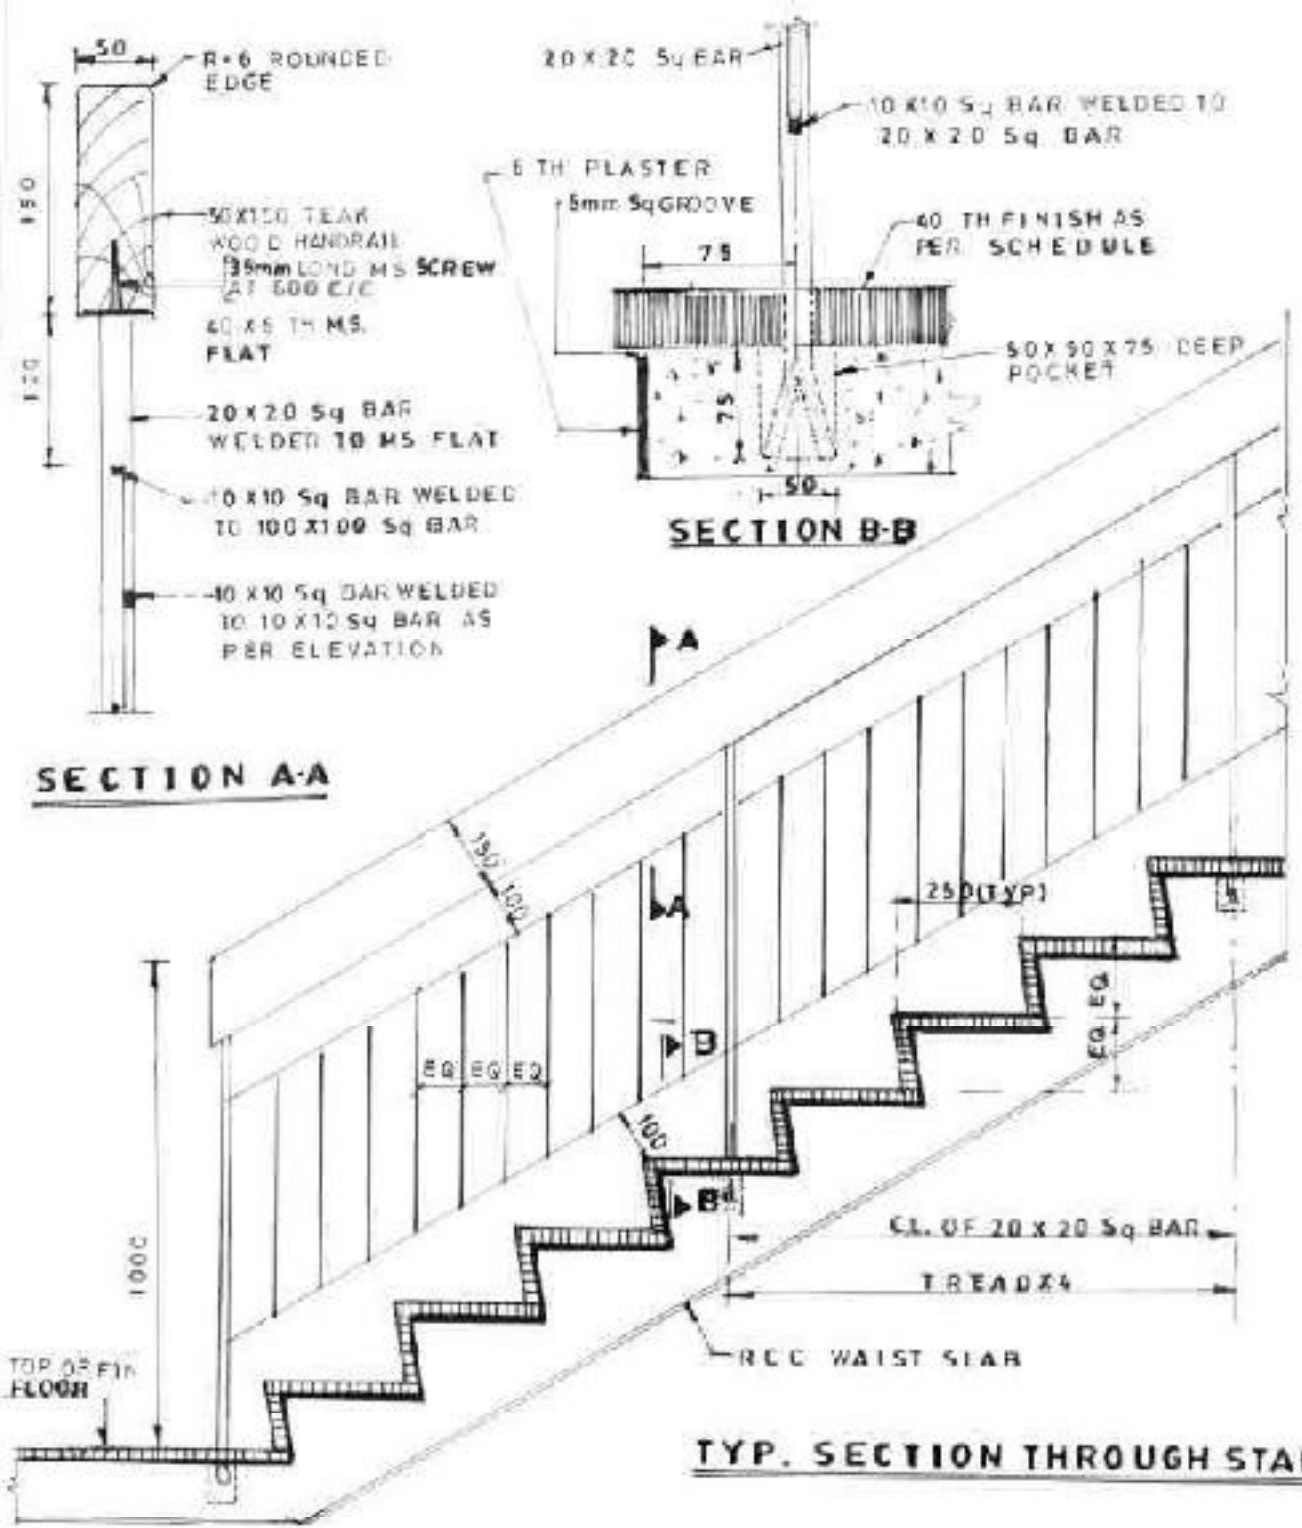 50
R=6 ROUNDED
EDGE
150
50X150 TEAK
WOOD HANDRAIL
35mm LONG MS SCREW
AT 600 C/C
40 X 6 TH M.S.
FLAT
20 X 20 Sq BAR
WELDED TO MS FLAT
10 X10 Sq BAR WELDED
TO 100 X100 Sq BAR
10 X10 Sq BAR WELDED
TO 10 X10 Sq BAR AS
PER ELEVATION
SECTION A-A
20 X 20 Sq BAR
10 X10 Sq BAR WELDED TO
20 X 20 Sq BAR
6 TH PLASTER
5mm Sq GROOVE
75
40 TH FINISH AS
PER SCHEDULE
50 X 50 X 75 DEEP
POCKET
75
50
SECTION B-B
A
150
100
A
250(TYP)
B
EQ EQ EQ
EQ EQ
100
B
1000
C.L. OF 20 X 20 Sq BAR
TREAD X 4
RCC WAIST SLAB
TOP OF FIN
FLOOR
TYP. SECTION THROUGH STAI